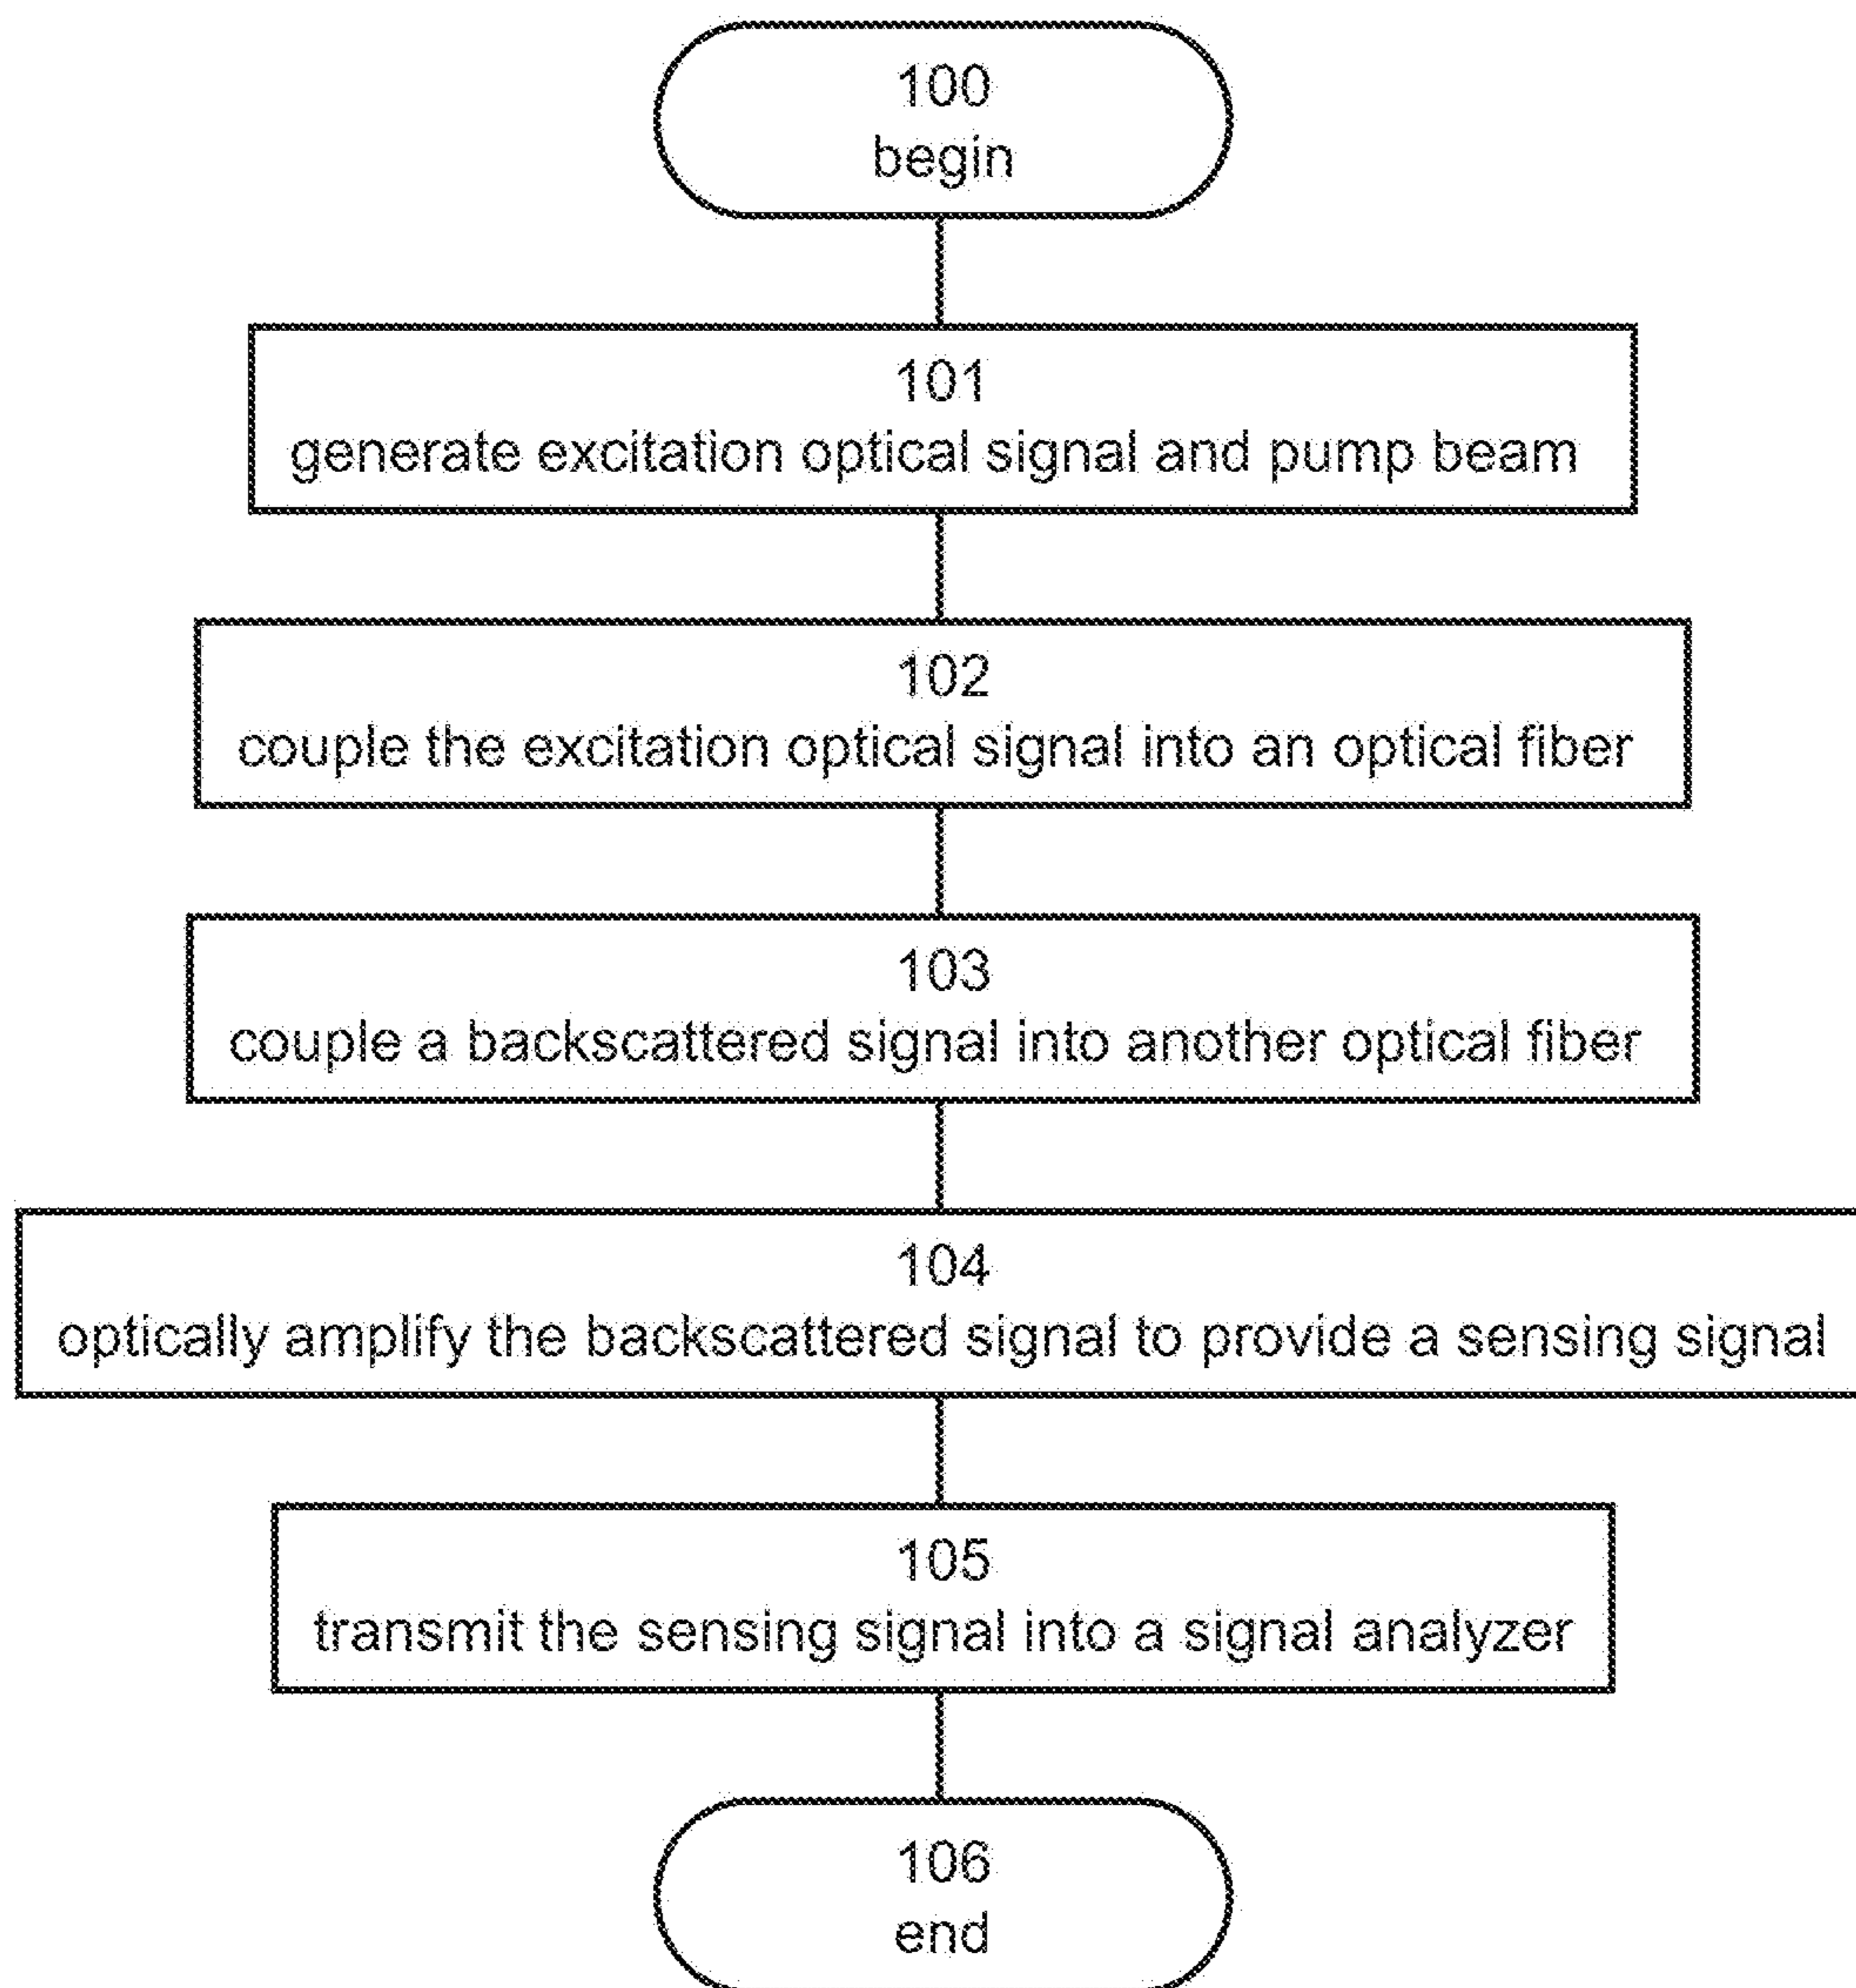 100
begin
101
generate excitation optical signal and pump beam
102
couple the excitation optical signal into an optical fiber
103
couple a backscattered signal into another optical fiber
104
optically amplify the backscattered signal to provide a sensing signal
105
transmit the sensing signal into a signal analyzer
106
end